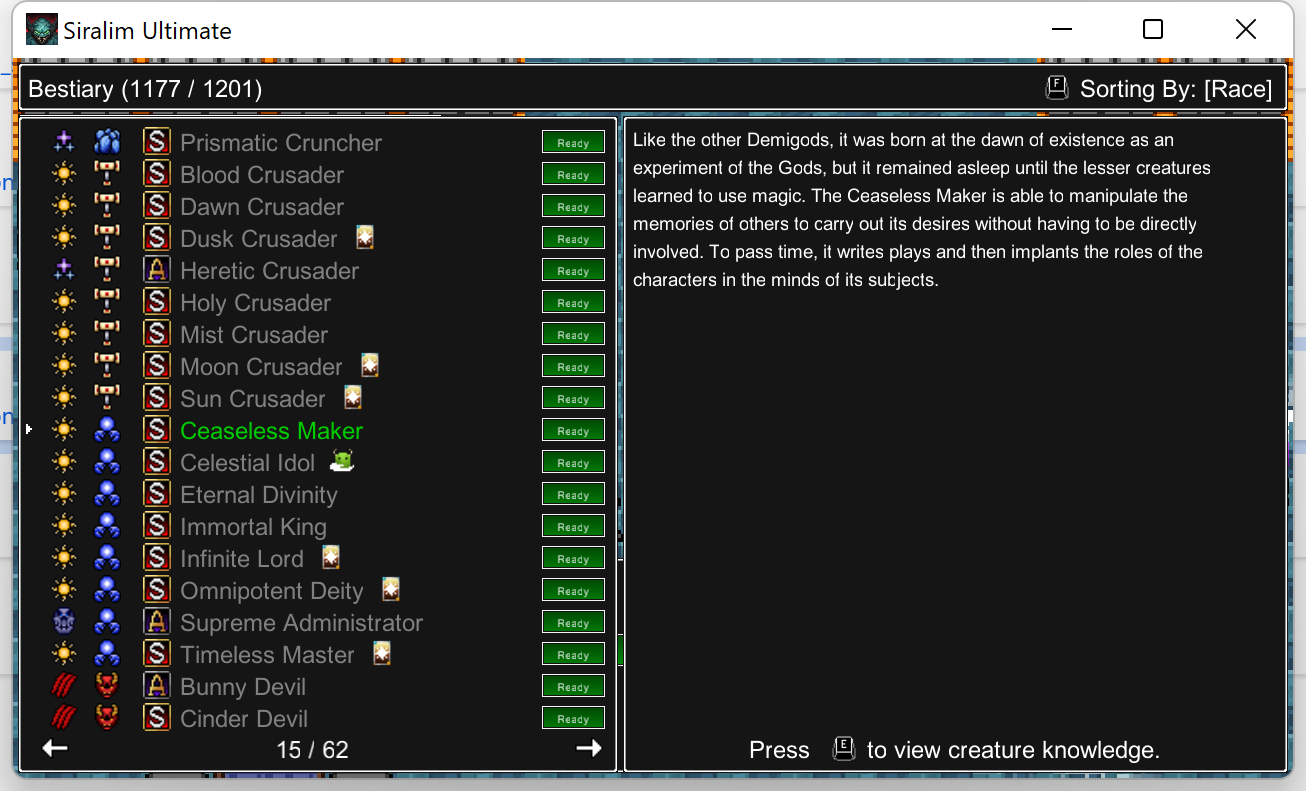 Siralim Ultimate
Bestiary (1177 / 1201)
F Sorting By: [Race]
S Prismatic Cruncher Ready
S Blood Crusader Ready
S Dawn Crusader Ready
S Dusk Crusader Ready
A Heretic Crusader Ready
S Holy Crusader Ready
S Mist Crusader Ready
S Moon Crusader Ready
S Sun Crusader Ready
S Ceaseless Maker Ready
S Celestial Idol Ready
S Eternal Divinity Ready
S Immortal King Ready
S Infinite Lord Ready
S Omnipotent Deity Ready
A Supreme Administrator Ready
S Timeless Master Ready
A Bunny Devil Ready
S Cinder Devil Ready
15 / 62
Like the other Demigods, it was born at the dawn of existence as an
experiment of the Gods, but it remained asleep until the lesser creatures
learned to use magic. The Ceaseless Maker is able to manipulate the
memories of others to carry out its desires without having to be directly
involved. To pass time, it writes plays and then implants the roles of the
characters in the minds of its subjects.
Press E to view creature knowledge.